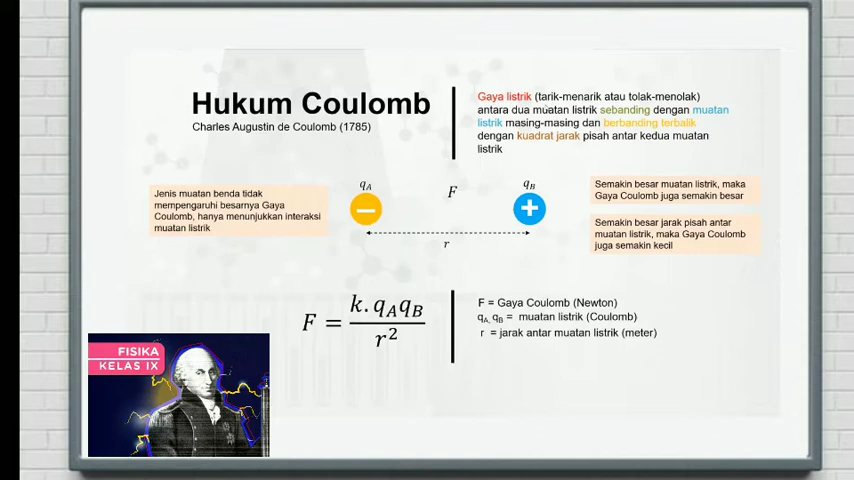 Hukum Coulomb
Charles Augustin de Coulomb (1785)
Gaya listrik (tarik-menarik atau tolak-menolak)
antara dua muatan listrik sebanding dengan muatan
listrik masing-masing dan berbanding terbalik
dengan kuadrat jarak pisah antar kedua muatan
listrik
Jenis muatan benda tidak
mempengaruhi besarnya Gaya
Coulomb, hanya menunjukkan interaksi
muatan listrik
q_A
F
q_B
−
+
r
Semakin besar muatan listrik, maka
Gaya Coulomb juga semakin besar
Semakin besar jarak pisah antar
muatan listrik, maka Gaya Coulomb
juga semakin kecil
F = k. q_A q_B / r²
F = Gaya Coulomb (Newton)
q_A, q_B = muatan listrik (Coulomb)
r = jarak antar muatan listrik (meter)
FISIKA
KELAS IX